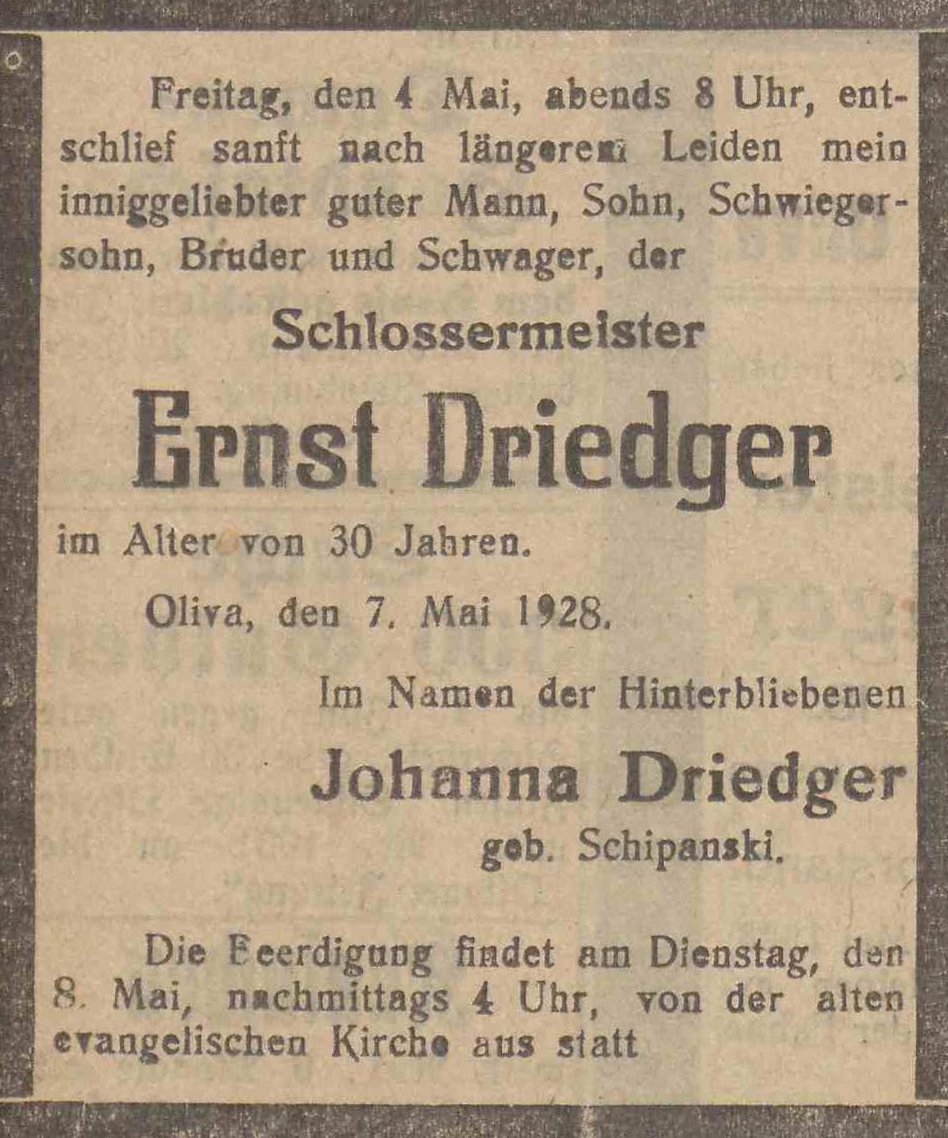 Freitag, den 4 Mai, abends 8 Uhr, ent-
schlief sanft nach längerem Leiden mein
inniggeliebter guter Mann, Sohn, Schwieger-
sohn, Bruder und Schwager, der
Schlossermeister
Ernst Driedger
im Alter von 30 Jahren.
Oliva, den 7. Mai 1928.
Im Namen der Hinterbliebenen
Johanna Driedger
geb. Schipanski.
Die Beerdigung findet am Dienstag, den
8. Mai, nachmittags 4 Uhr, von der alten
evangelischen Kirche aus statt